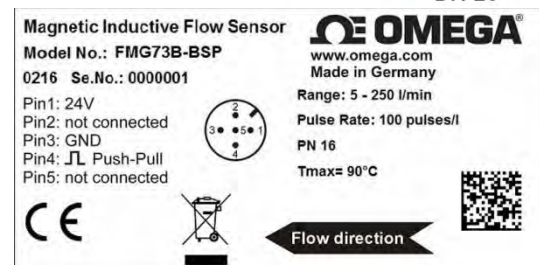 Magnetic Inductive Flow Sensor
Model No.: FMG73B-BSP
0216 Se.No.: 0000001
Pin1: 24V
Pin2: not connected
Pin3: GND
Pin4: Push-Pull
Pin5: not connected
2
3 5 1
4
CE
OMEGA®
www.omega.com
Made in Germany
Range: 5 - 250 l/min
Pulse Rate: 100 pulses/l
PN 16
Tmax= 90°C
Flow direction